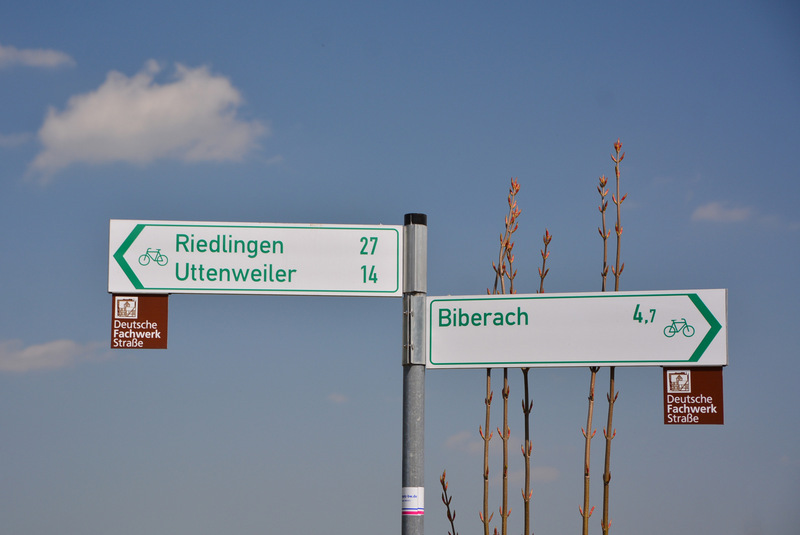 Riedlingen 27
Uttenweiler 14
Deutsche
Fachwerk
Straße
Biberach 4,7
Deutsche
Fachwerk
Straße